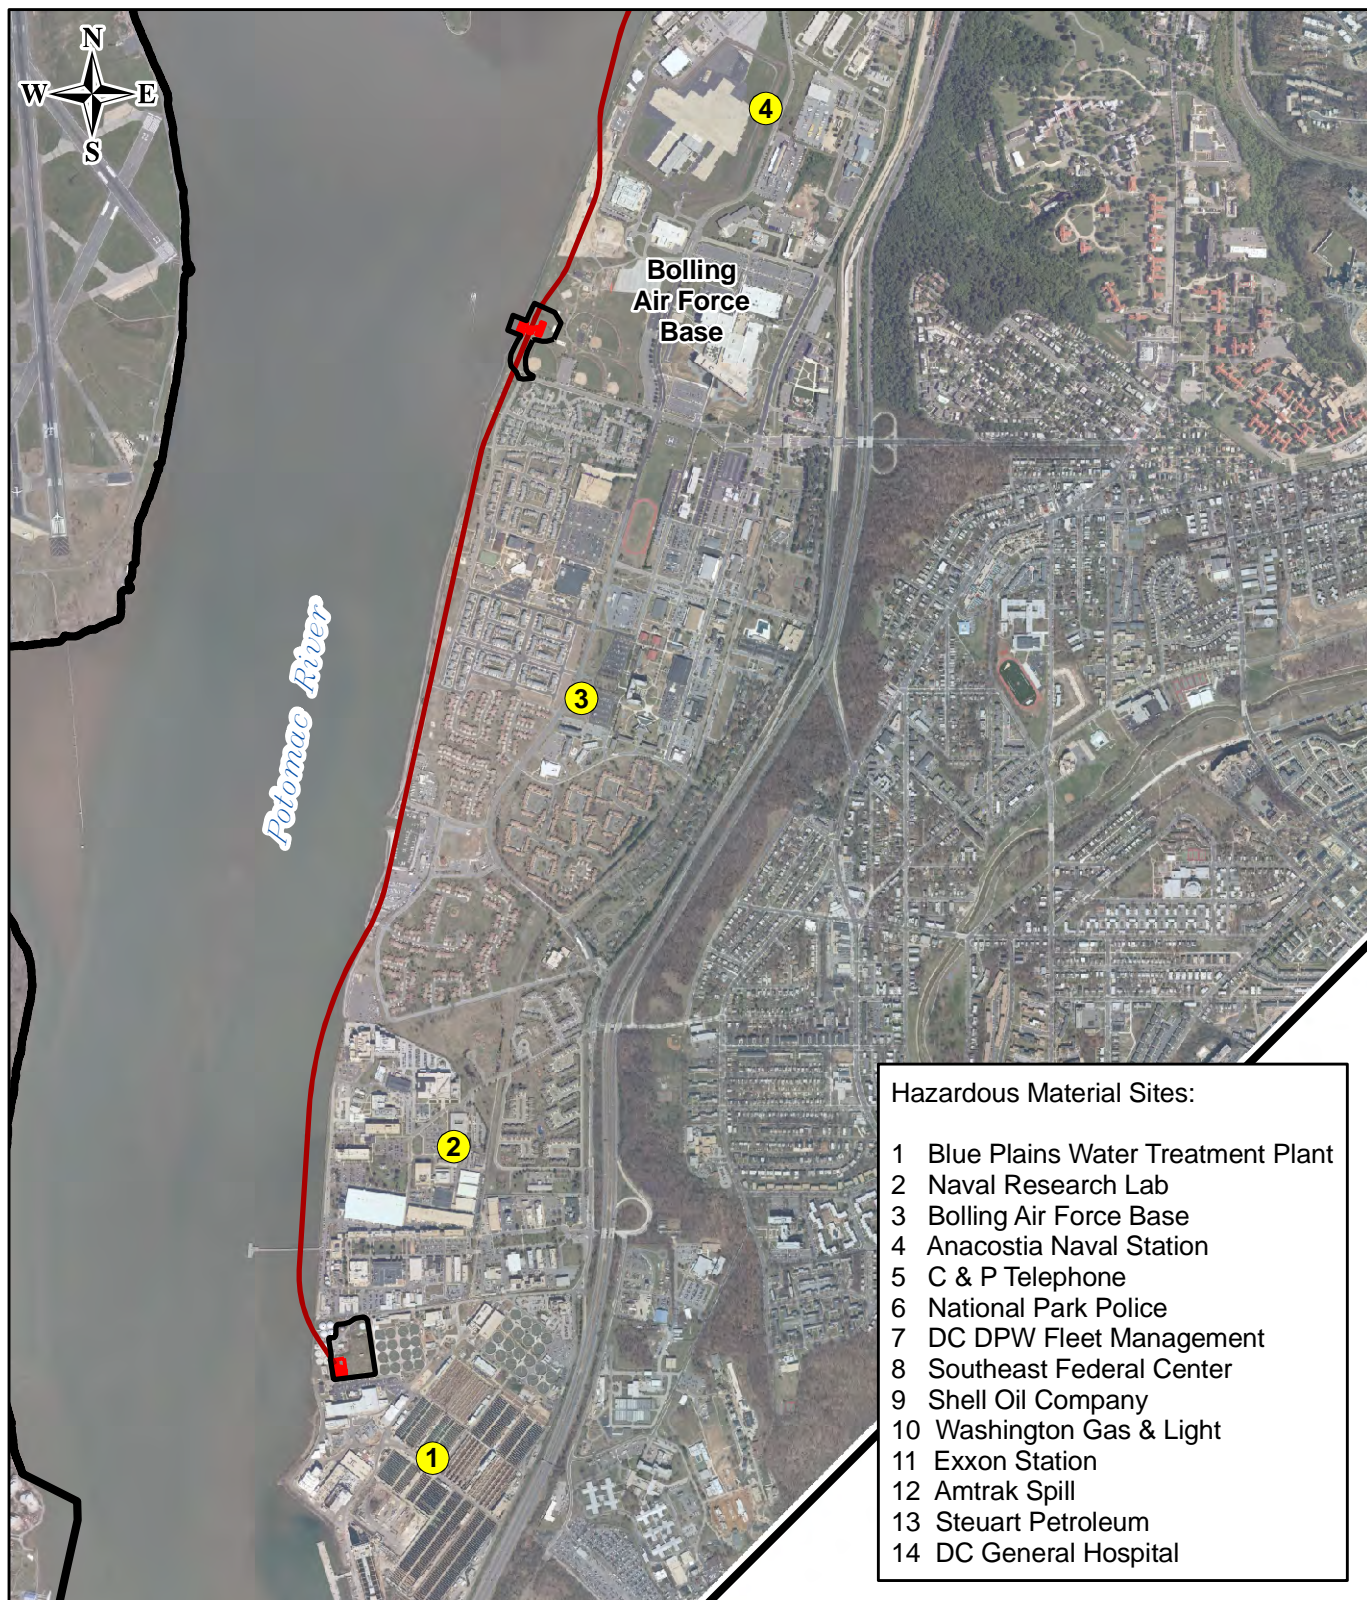 N
W E
S
4
Bolling
Air Force
Base
Potomac River
3
2
1
Hazardous Material Sites:
1 Blue Plains Water Treatment Plant
2 Naval Research Lab
3 Bolling Air Force Base
4 Anacostia Naval Station
5 C & P Telephone
6 National Park Police
7 DC DPW Fleet Management
8 Southeast Federal Center
9 Shell Oil Company
10 Washington Gas & Light
11 Exxon Station
12 Amtrak Spill
13 Steuart Petroleum
14 DC General Hospital